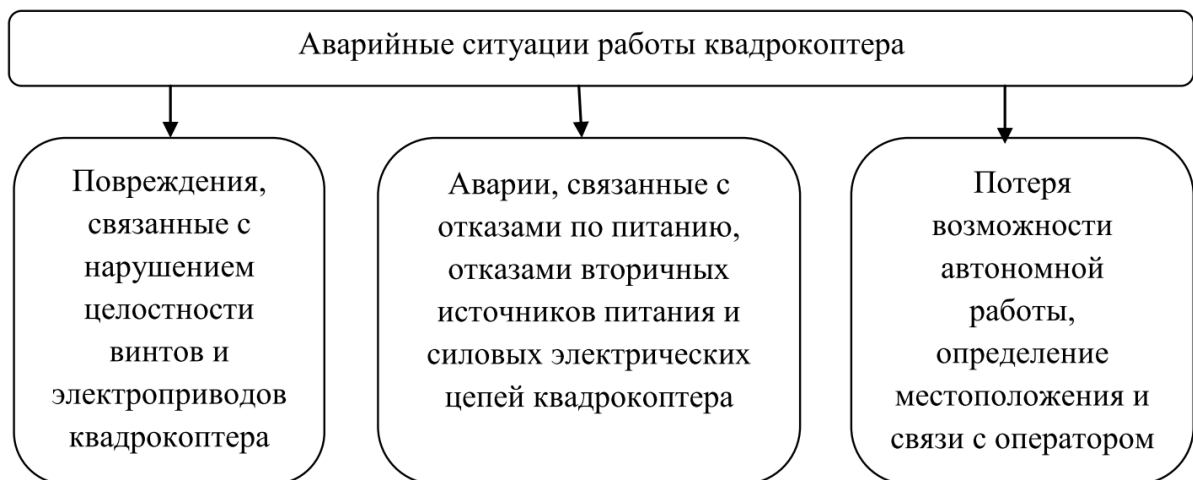 Аварийные ситуации работы квадрокоптера
Повреждения,
связанные с
нарушением
целостности
винтов и
электроприводов
квадрокоптера
Аварии, связанные с
отказами по питанию,
отказами вторичных
источников питания и
силовых электрических
цепей квадрокоптера
Потеря
возможности
автономной
работы,
определение
местоположения и
связи с оператором